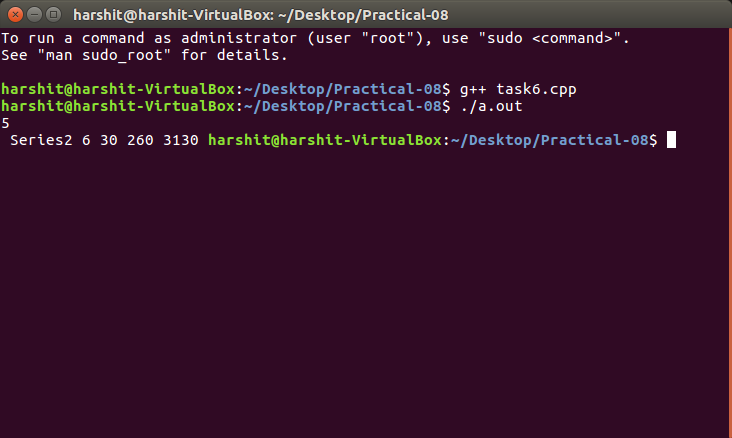 harshit@harshit-VirtualBox: ~/Desktop/Practical-08
To run a command as administrator (user "root"), use "sudo <command>".
See "man sudo_root" for details.
harshit@harshit-VirtualBox:~/Desktop/Practical-08$ g++ task6.cpp
harshit@harshit-VirtualBox:~/Desktop/Practical-08$ ./a.out
5
Series2 6 30 260 3130 harshit@harshit-VirtualBox:~/Desktop/Practical-08$